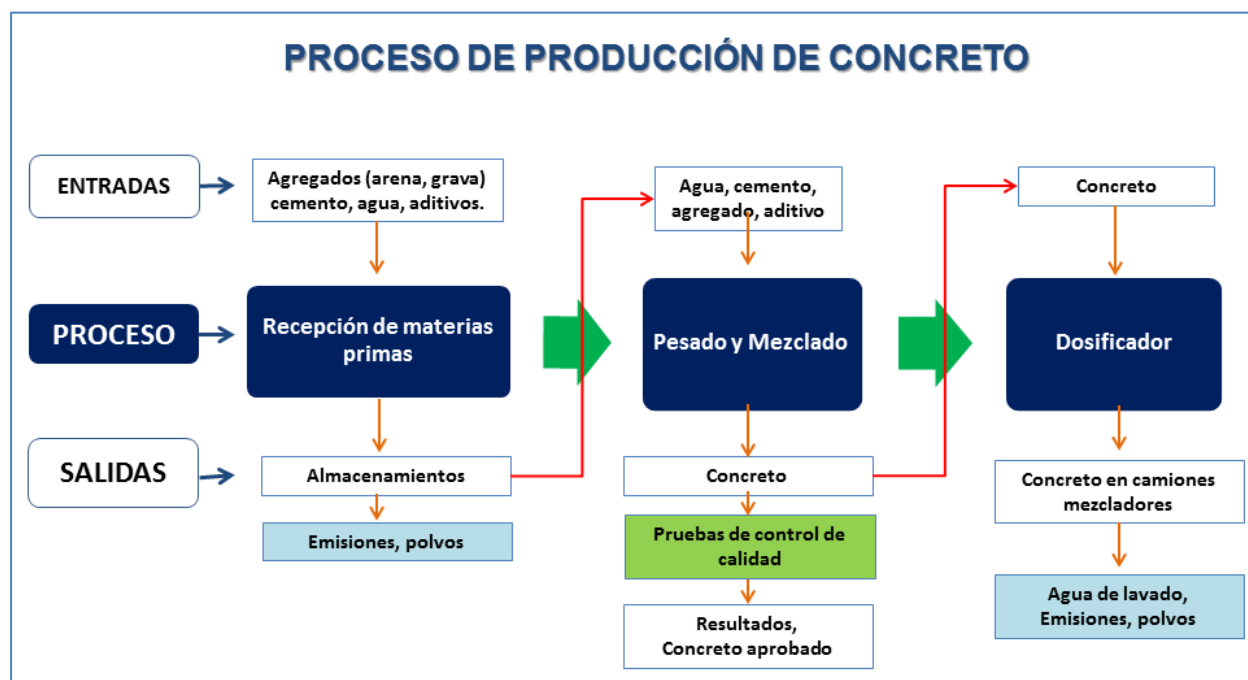 PROCESO DE PRODUCCIÓN DE CONCRETO
ENTRADAS
Agregados (arena, grava)
cemento, agua, aditivos.
Agua, cemento,
agregado, aditivo
Concreto
PROCESO
Recepción de materias
primas
Pesado y Mezclado
Dosificador
SALIDAS
Almacenamientos
Concreto
Concreto en camiones
mezcladores
Emisiones, polvos
Pruebas de control de
calidad
Agua de lavado,
Emisiones, polvos
Resultados,
Concreto aprobado